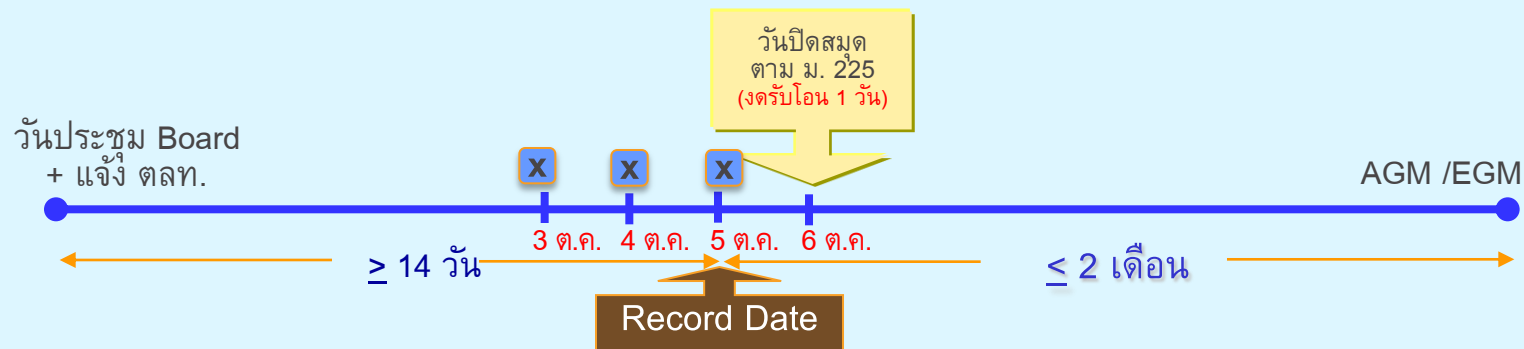 วันปิดสมุด
ตาม ม. 225
(งดรับโอน 1 วัน)
วันประชุม Board
+ แจ้ง ตลท.
AGM /EGM
X X X
3 ต.ค. 4 ต.ค. 5 ต.ค. 6 ต.ค.
≥ 14 วัน
≤ 2 เดือน
Record Date